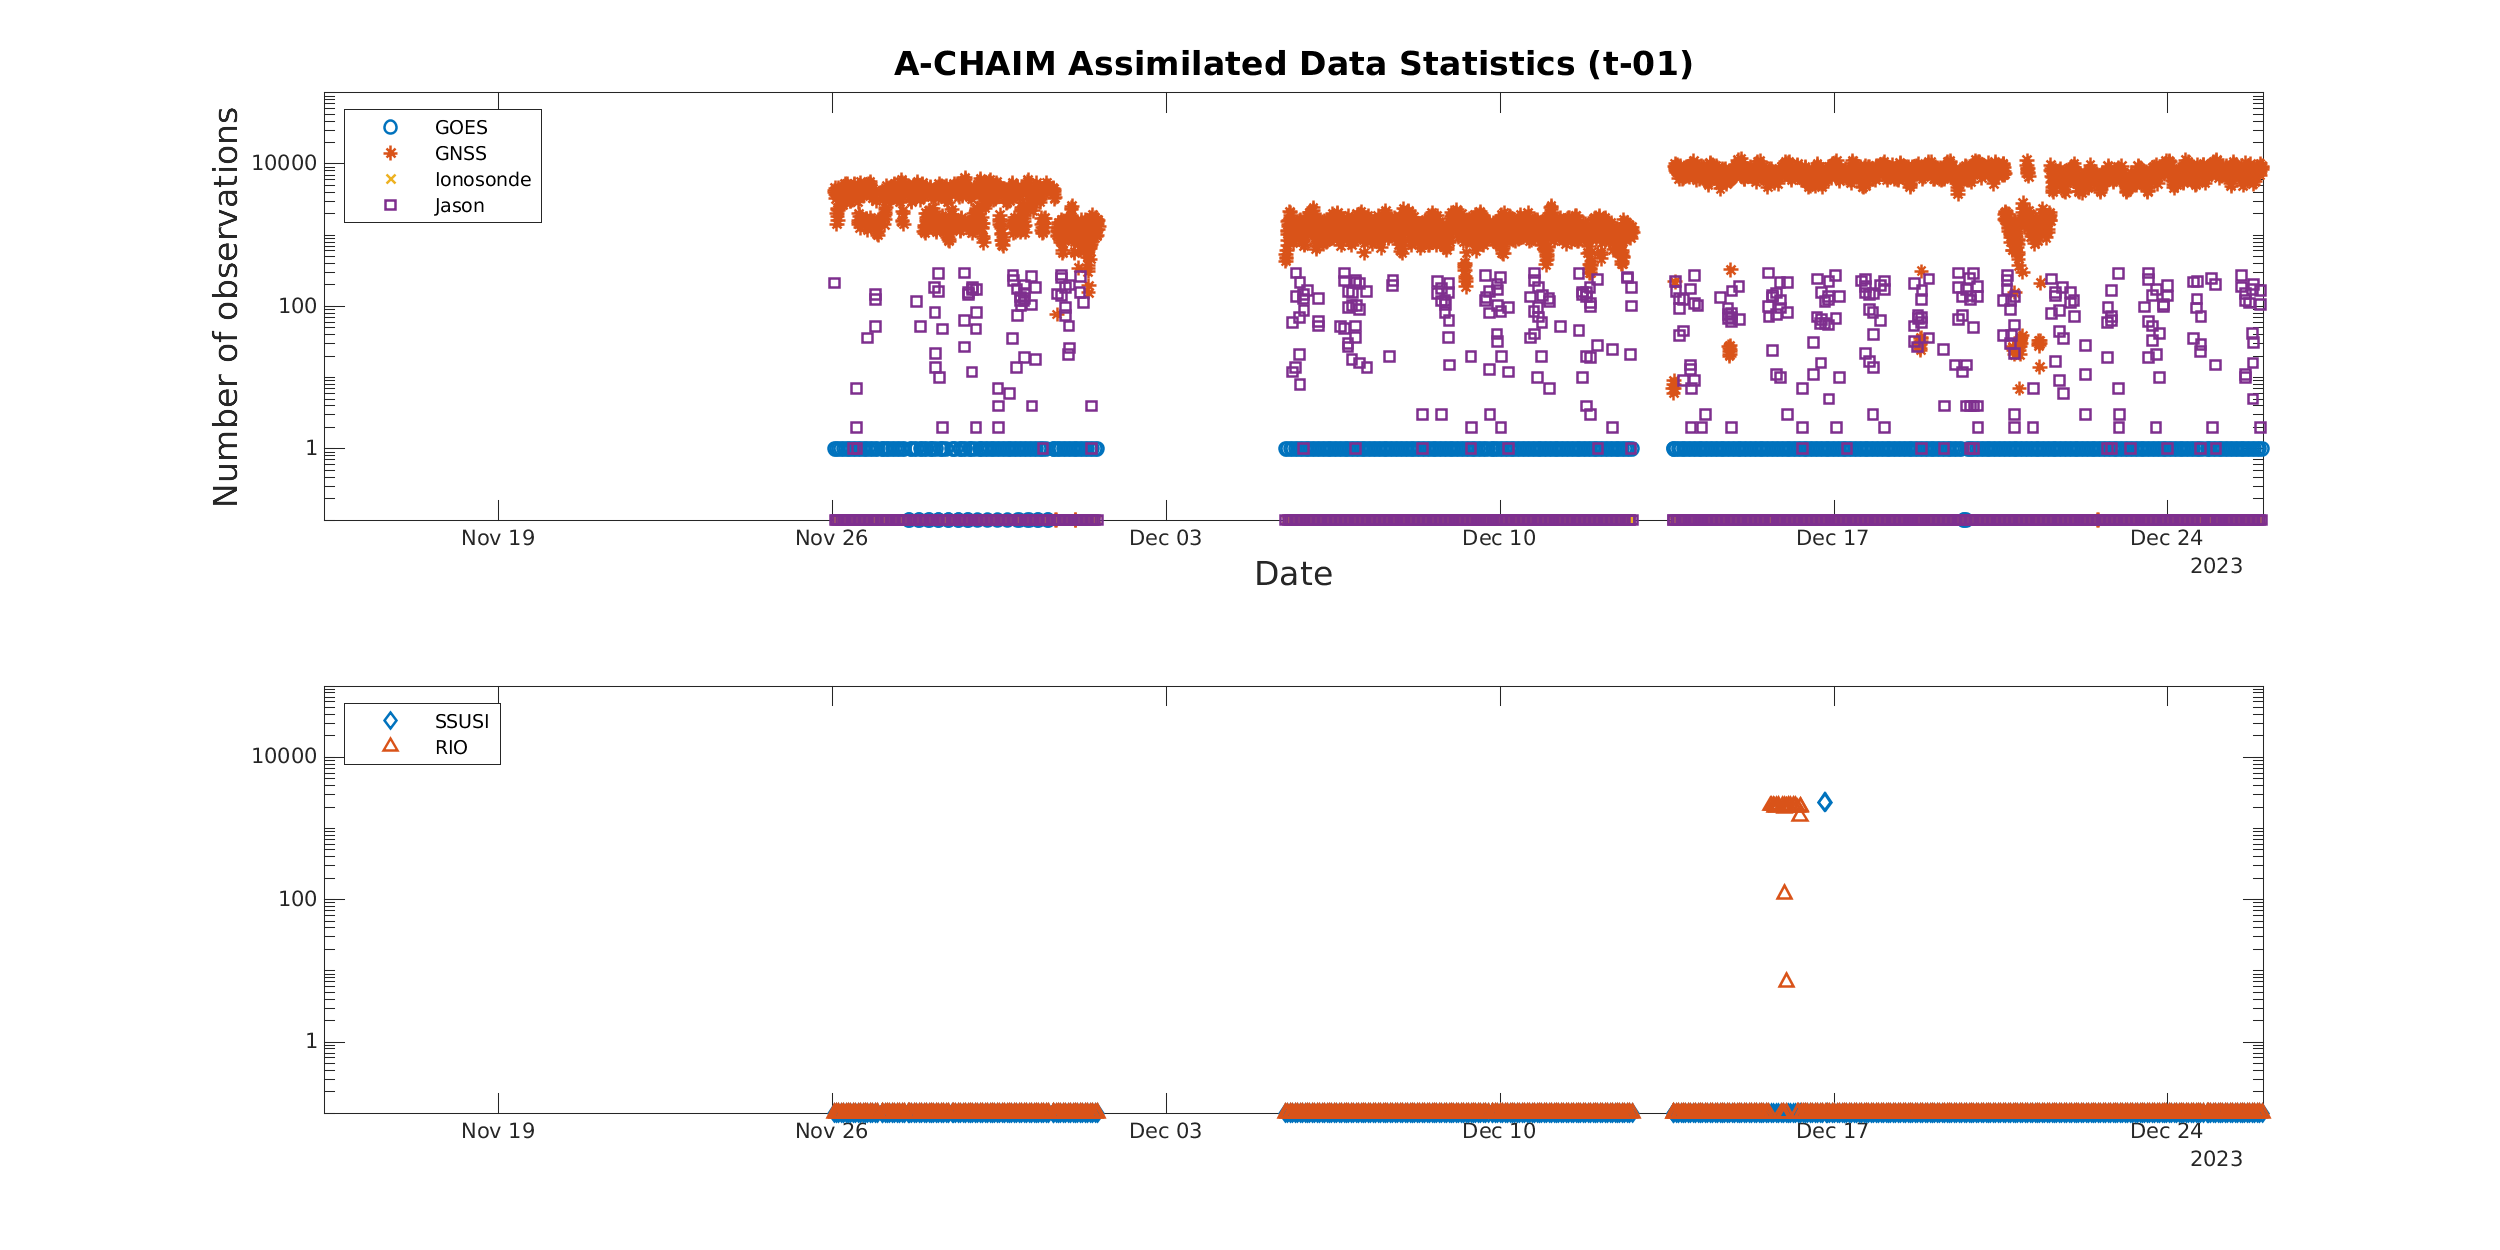 A-CHAIM Assimilated Data Statistics (t-01)
Number of observations
10000
100
1
GOES
GNSS
Ionosonde
Jason
Nov 19
Nov 26
Dec 03
Dec 10
Dec 17
Dec 24
2023
Date
10000
100
1
SSUSI
RIO
Nov 19
Nov 26
Dec 03
Dec 10
Dec 17
Dec 24
2023